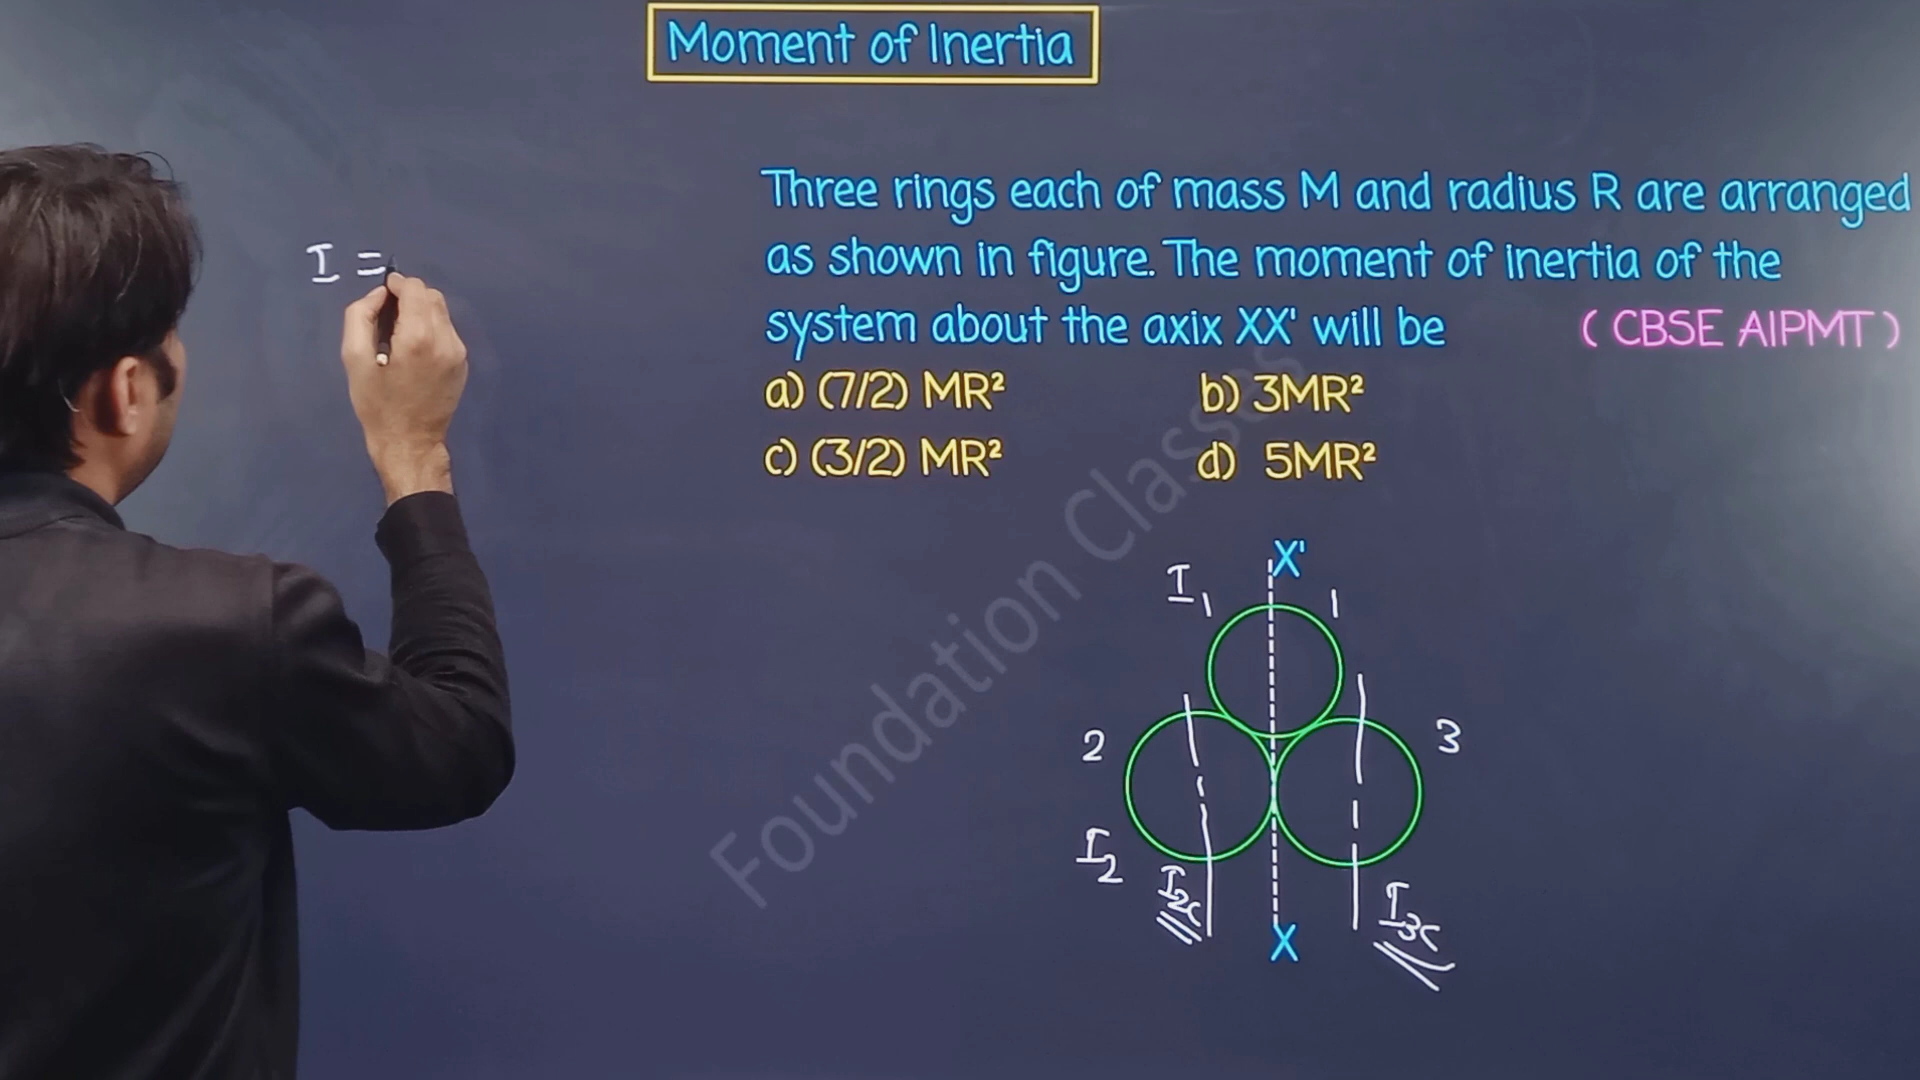 Moment of Inertia
Three rings each of mass M and radius R are arranged
as shown in figure. The moment of inertia of the
system about the axix XX' will be ( CBSE AIPMT )
a) (7/2) MR² b) 3MR²
c) (3/2) MR² d) 5MR²
I =
X'
I₁ 1
2 3
I₂ I₂c I₃c
X
Foundation Classes